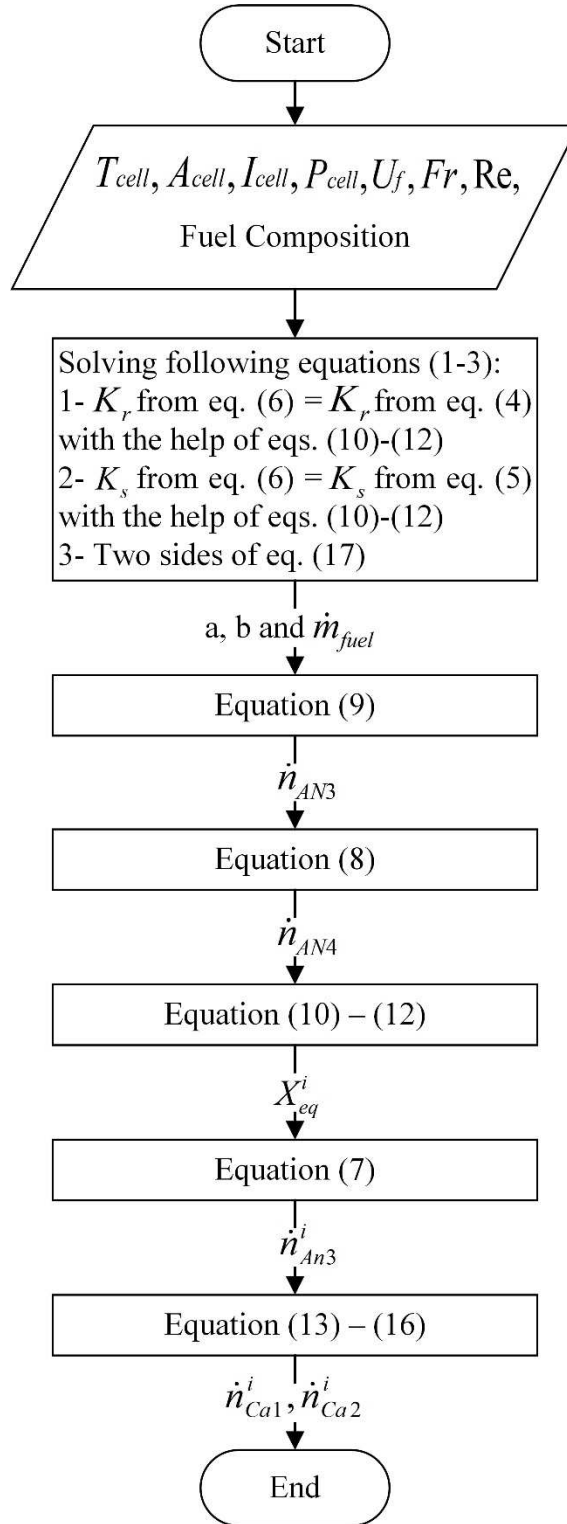 Start
T_cell, A_cell, I_cell, P_cell, U_f, Fr, Re,
Fuel Composition
Solving following equations (1-3):
1- K_r from eq. (6) = K_r from eq. (4)
with the help of eqs. (10)-(12)
2- K_s from eq. (6) = K_s from eq. (5)
with the help of eqs. (10)-(12)
3- Two sides of eq. (17)
a, b and ṁ_fuel
Equation (9)
ṅ_AN3
Equation (8)
ṅ_AN4
Equation (10) – (12)
X^i_eq
Equation (7)
ṅ^i_An3
Equation (13) – (16)
ṅ^i_Ca1, ṅ^i_Ca2
End